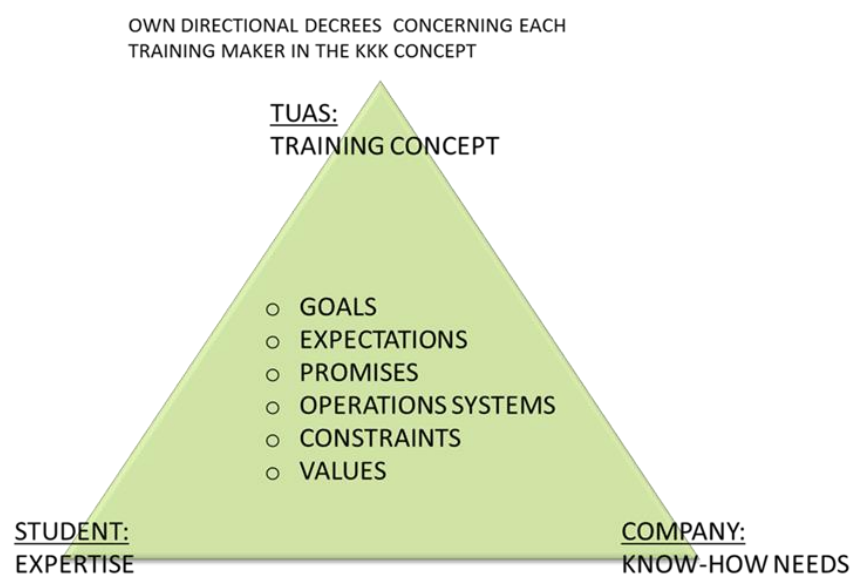 OWN DIRECTIONAL DECREES CONCERNING EACH
TRAINING MAKER IN THE KKK CONCEPT
TUAS:
TRAINING CONCEPT
○ GOALS
○ EXPECTATIONS
○ PROMISES
○ OPERATIONS SYSTEMS
○ CONSTRAINTS
○ VALUES
STUDENT:
EXPERTISE
COMPANY:
KNOW-HOW NEEDS